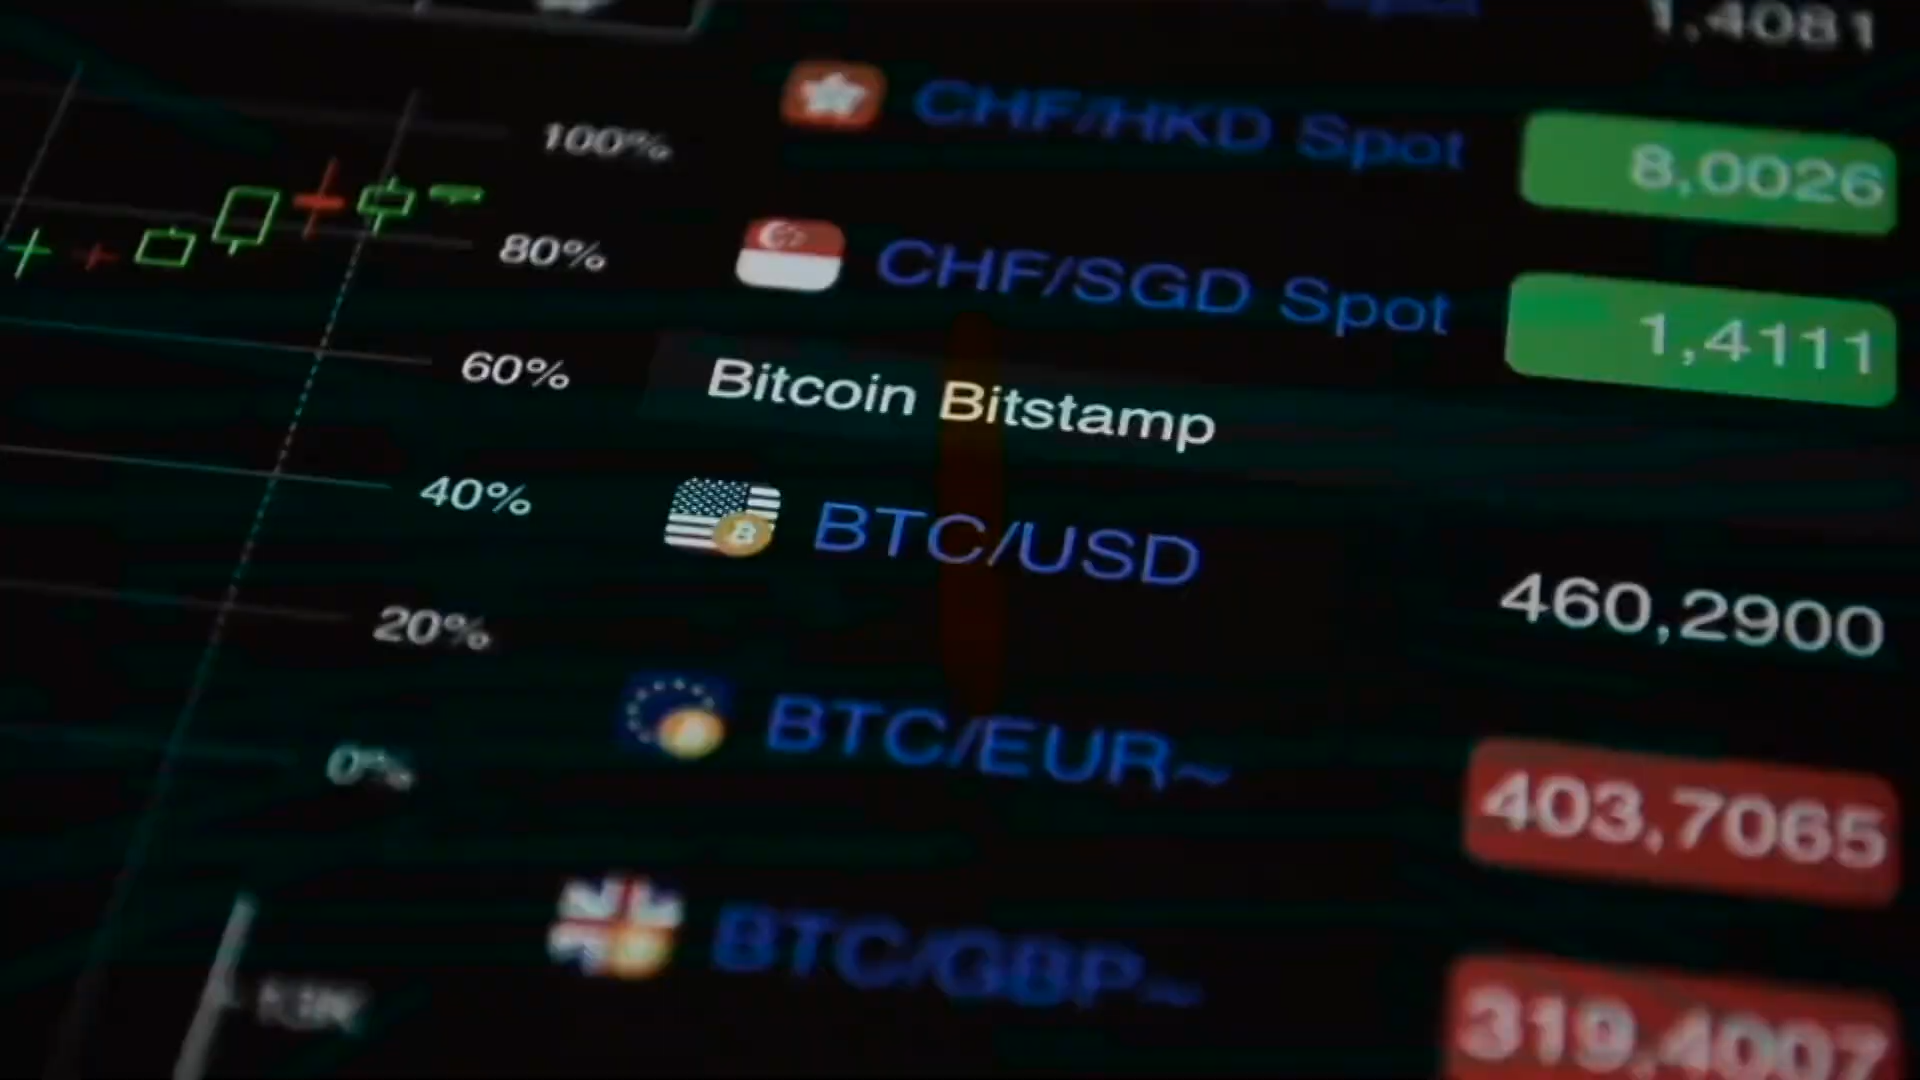 1,4081
100%
CHF/HKD Spot
8,0026
80%
CHF/SGD Spot
1,4111
60%
Bitcoin Bitstamp
40%
BTC/USD
460,2900
20%
BTC/EUR~
403,7065
0%
BTC/GBP~
319,4007